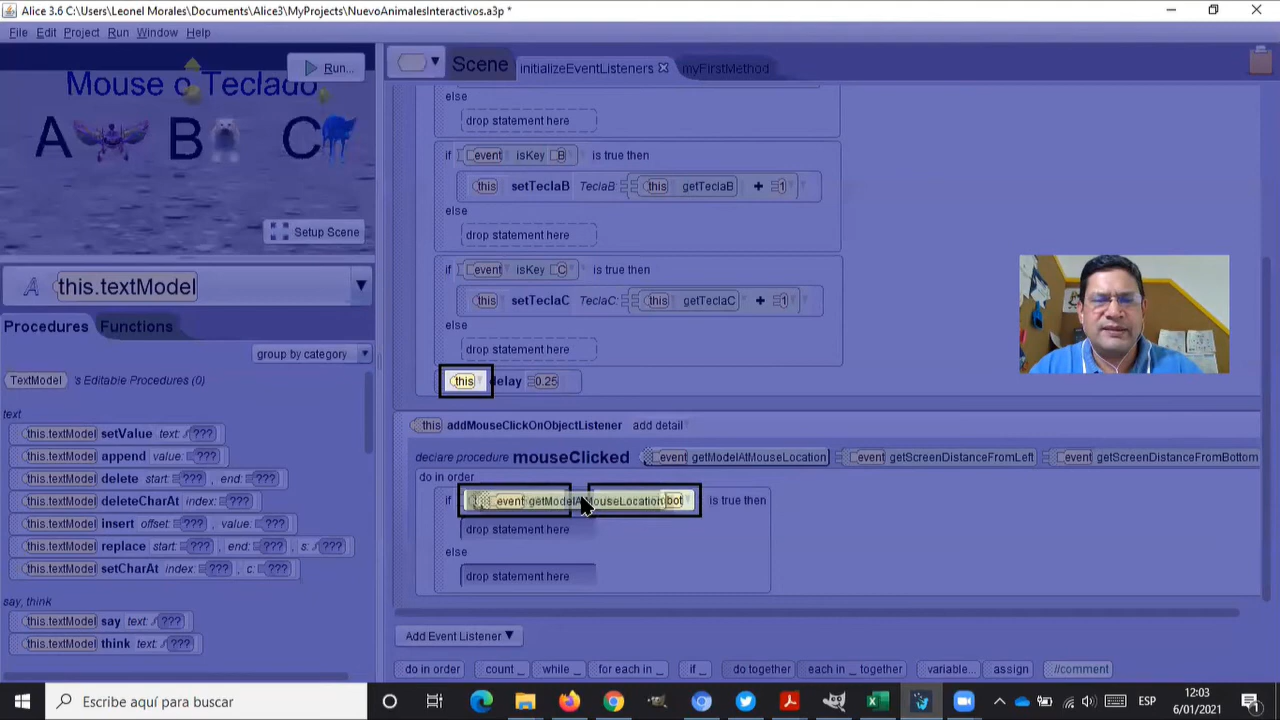 Alice 3.6 C:\Users\Leonel Morales\Documents\Alice3\MyProjects\NuevoAnimalesInteractivos.a3p *
File Edit Project Run Window Help
Run...
Mouse o Teclado
A B C
Setup Scene
this.textModel
Procedures Functions
group by category
TextModel 's Editable Procedures (0)
text
this.textModel setValue text: ???
this.textModel append value: ???
this.textModel delete start: ??? , end: ???
this.textModel deleteCharAt index: ???
this.textModel insert offset: ??? , value: ???
this.textModel replace start: ??? , end: ??? , s: ???
this.textModel setCharAt index: ??? , c: ???
say, think
this.textModel say text: ???
this.textModel think text: ???
Scene initializeEventListeners myFirstMethod
else
drop statement here
if event isKey B is true then
this setTeclaB TeclaB: this getTeclaB + 1
else
drop statement here
if event isKey C is true then
this setTeclaC TeclaC: this getTeclaC + 1
else
drop statement here
this delay 0.25
this addMouseClickOnObjectListener add detail
declare procedure mouseClicked event getModelAtMouseLocation event getScreenDistanceFromLeft event getScreenDistanceFromBottom
do in order
if event getModelAtMouseLocation is true then
drop statement here
else
drop statement here
Add Event Listener
do in order count _ while _ for each in _ if _ do together each in _ together variable... assign //comment
Escribe aquí para buscar
ESP
12:03
6/01/2021
1